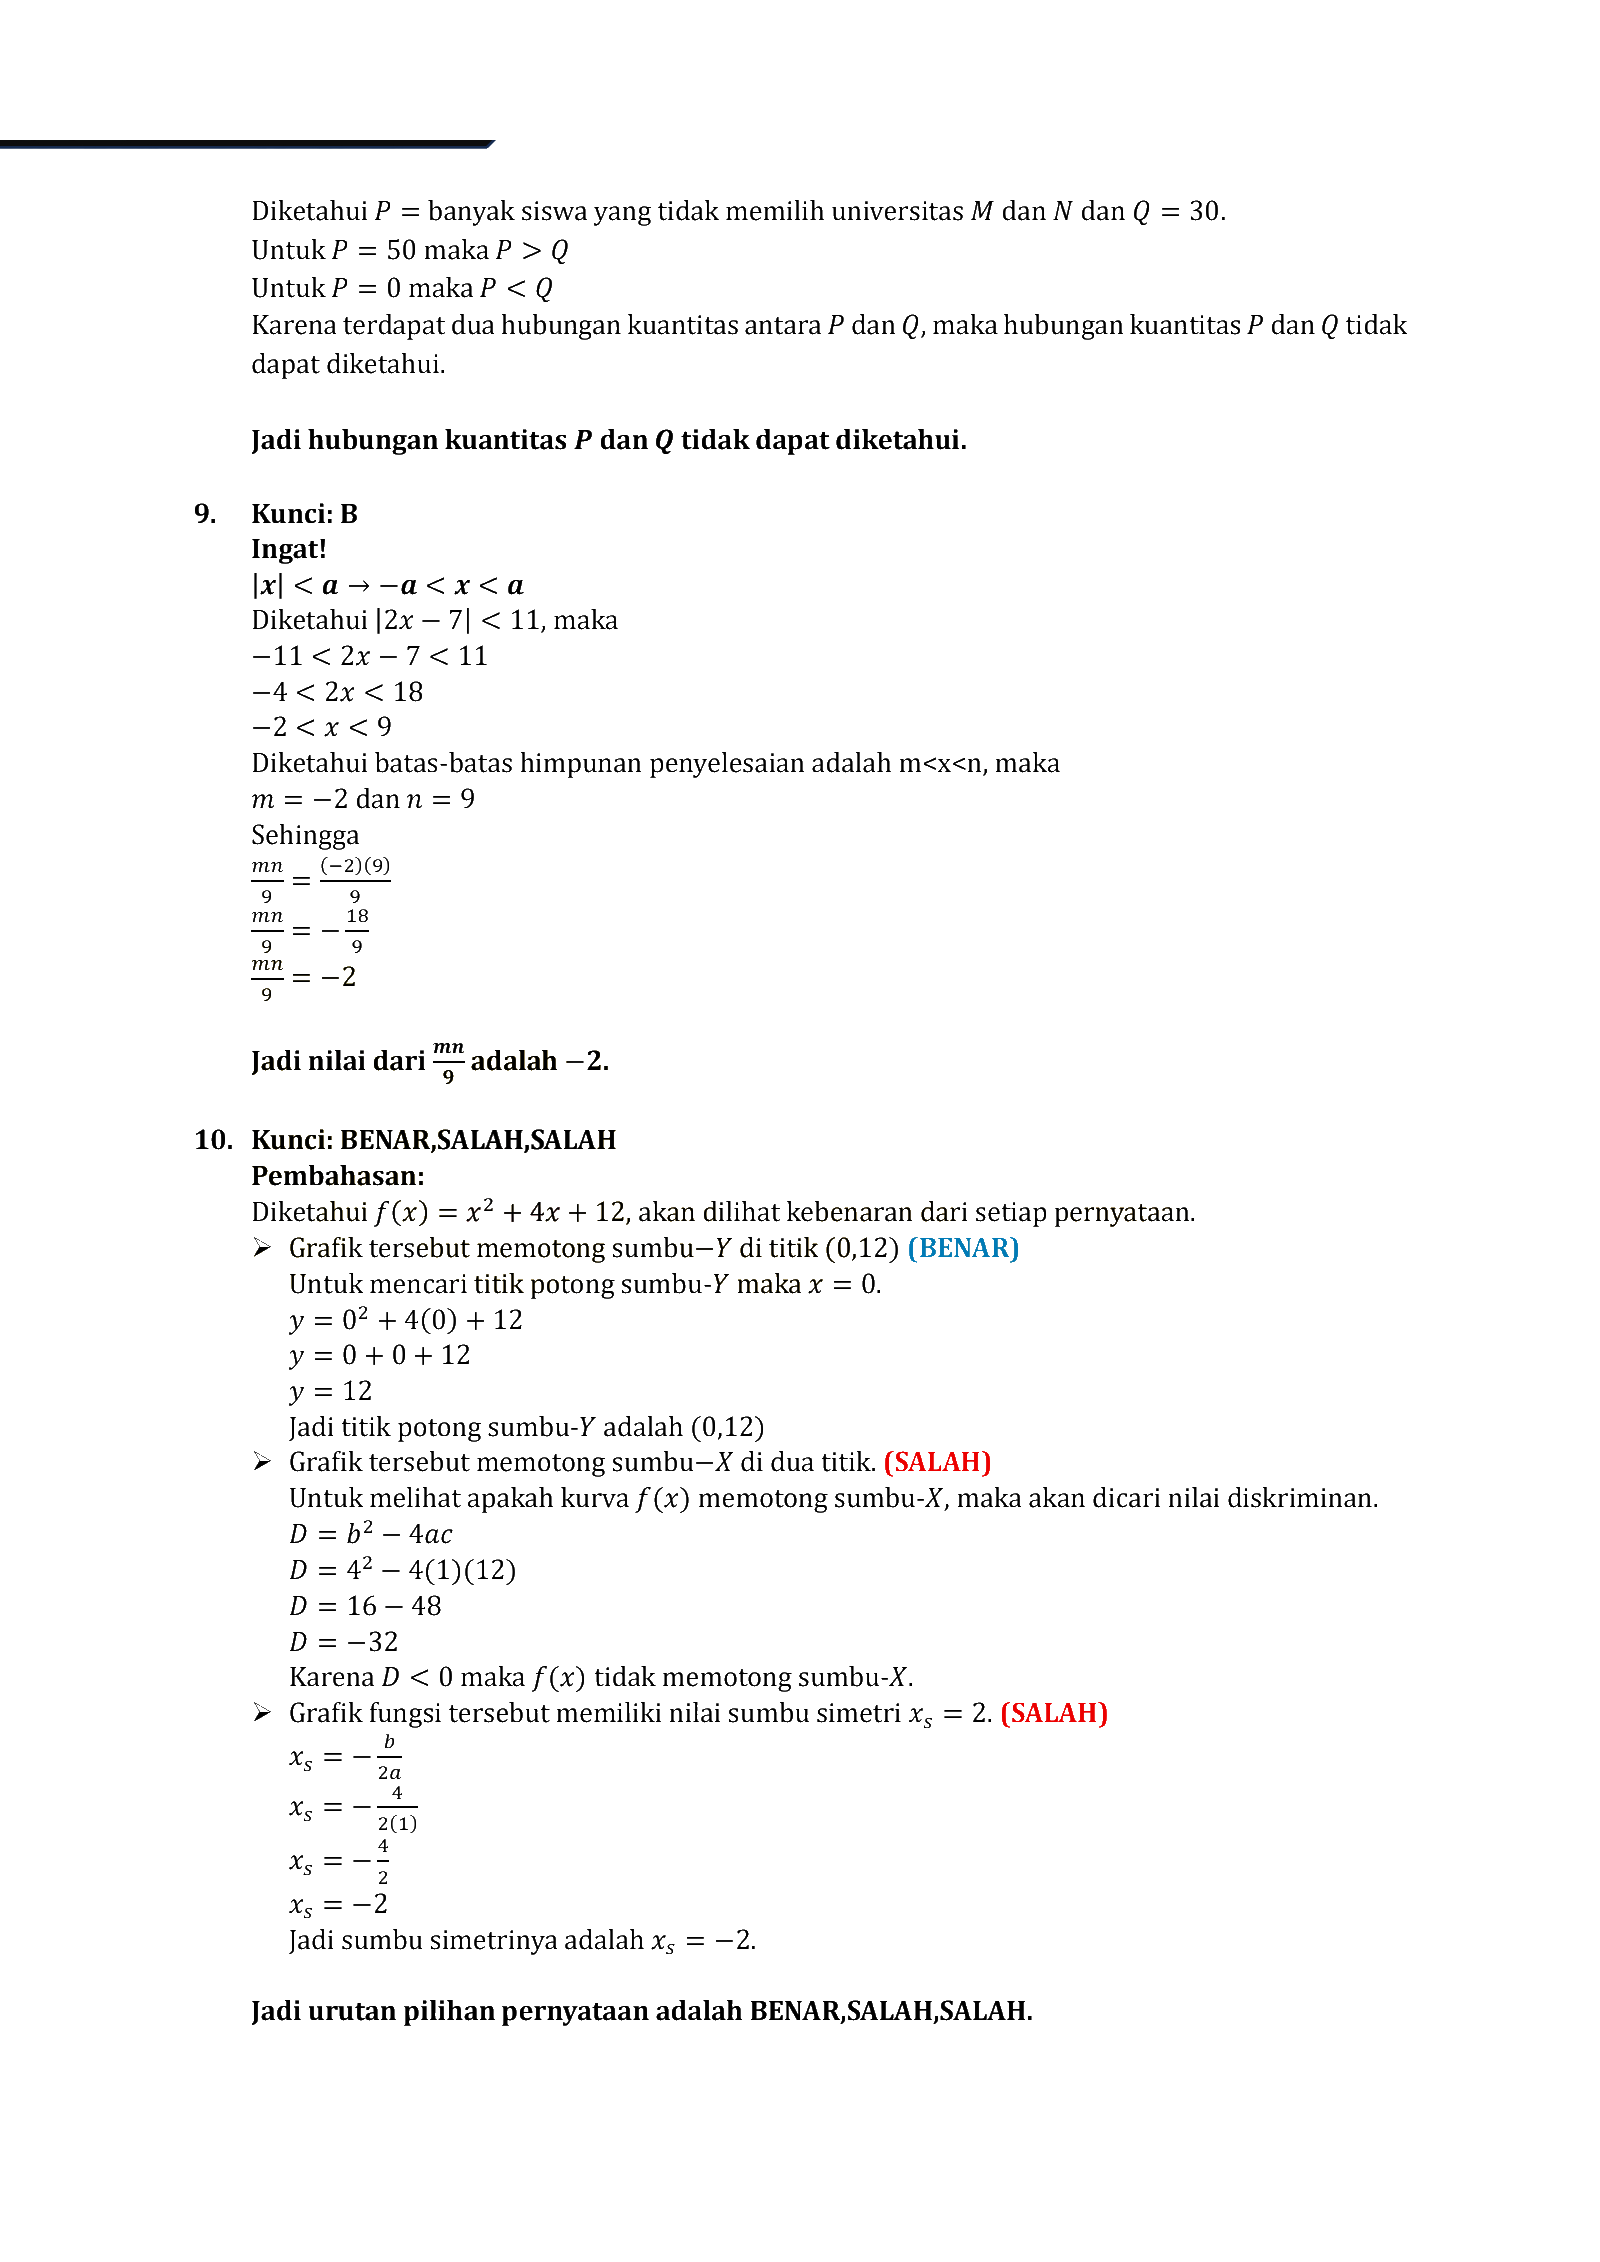 Diketahui P = banyak siswa yang tidak memilih universitas M dan N dan Q = 30.
Untuk P = 50 maka P > Q
Untuk P = 0 maka P < Q
Karena terdapat dua hubungan kuantitas antara P dan Q, maka hubungan kuantitas P dan Q tidak
dapat diketahui.
Jadi hubungan kuantitas P dan Q tidak dapat diketahui.
9. Kunci: B
Ingat!
|x| < a → −a < x < a
Diketahui |2x − 7| < 11, maka
−11 < 2x − 7 < 11
−4 < 2x < 18
−2 < x < 9
Diketahui batas-batas himpunan penyelesaian adalah m<x<n, maka
m = −2 dan n = 9
Sehingga
mn/9 = (−2)(9)/9
mn/9 = −18/9
mn/9 = −2
Jadi nilai dari mn/9 adalah −2.
10. Kunci: BENAR,SALAH,SALAH
Pembahasan:
Diketahui f(x) = x² + 4x + 12, akan dilihat kebenaran dari setiap pernyataan.
➢ Grafik tersebut memotong sumbu−Y di titik (0,12) (BENAR)
Untuk mencari titik potong sumbu-Y maka x = 0.
y = 0² + 4(0) + 12
y = 0 + 0 + 12
y = 12
Jadi titik potong sumbu-Y adalah (0,12)
➢ Grafik tersebut memotong sumbu−X di dua titik. (SALAH)
Untuk melihat apakah kurva f(x) memotong sumbu-X, maka akan dicari nilai diskriminan.
D = b² − 4ac
D = 4² − 4(1)(12)
D = 16 − 48
D = −32
Karena D < 0 maka f(x) tidak memotong sumbu-X.
➢ Grafik fungsi tersebut memiliki nilai sumbu simetri xₛ = 2. (SALAH)
xₛ = −b/2a
xₛ = −4/2(1)
xₛ = −4/2
xₛ = −2
Jadi sumbu simetrinya adalah xₛ = −2.
Jadi urutan pilihan pernyataan adalah BENAR,SALAH,SALAH.